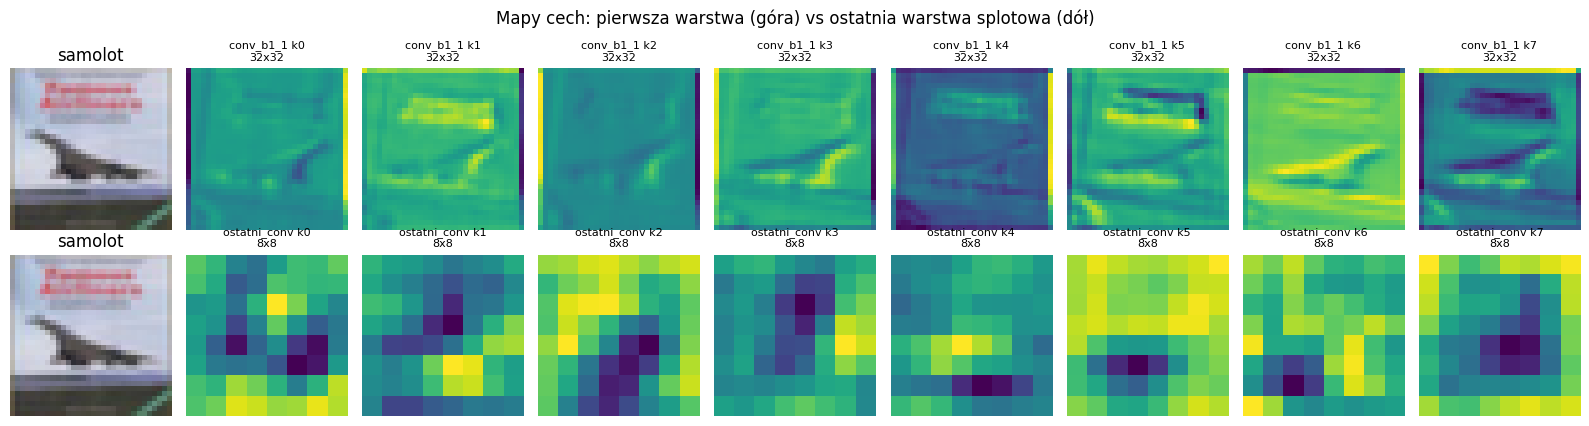 Mapy cech: pierwsza warstwa (góra) vs ostatnia warstwa splotowa (dół)
samolot
conv_b1_1 k0
32x32
conv_b1_1 k1
32x32
conv_b1_1 k2
32x32
conv_b1_1 k3
32x32
conv_b1_1 k4
32x32
conv_b1_1 k5
32x32
conv_b1_1 k6
32x32
conv_b1_1 k7
32x32
samolot
ostatni_conv k0
8x8
ostatni_conv k1
8x8
ostatni_conv k2
8x8
ostatni_conv k3
8x8
ostatni_conv k4
8x8
ostatni_conv k5
8x8
ostatni_conv k6
8x8
ostatni_conv k7
8x8